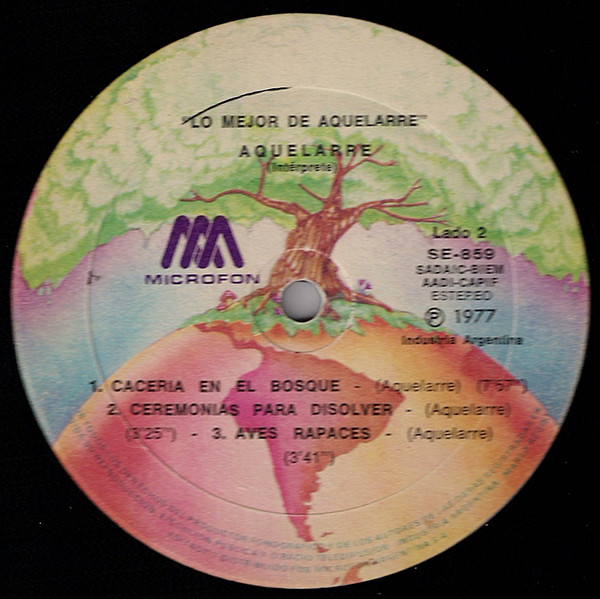 "LO MEJOR DE AQUELARRE"
AQUELARRE
(Intérprete)
Lado 2
SE-859
SADAIC-BIEM
AADI-CAPIF
ESTEREO
Ⓟ 1977
Industria Argentina
MICROFON
1. CACERIA EN EL BOSQUE - (Aquelarre) (7'57")
2. CEREMONIAS PARA DISOLVER - (Aquelarre)
(3'25") - 3. AVES RAPACES - (Aquelarre)
(3'41")